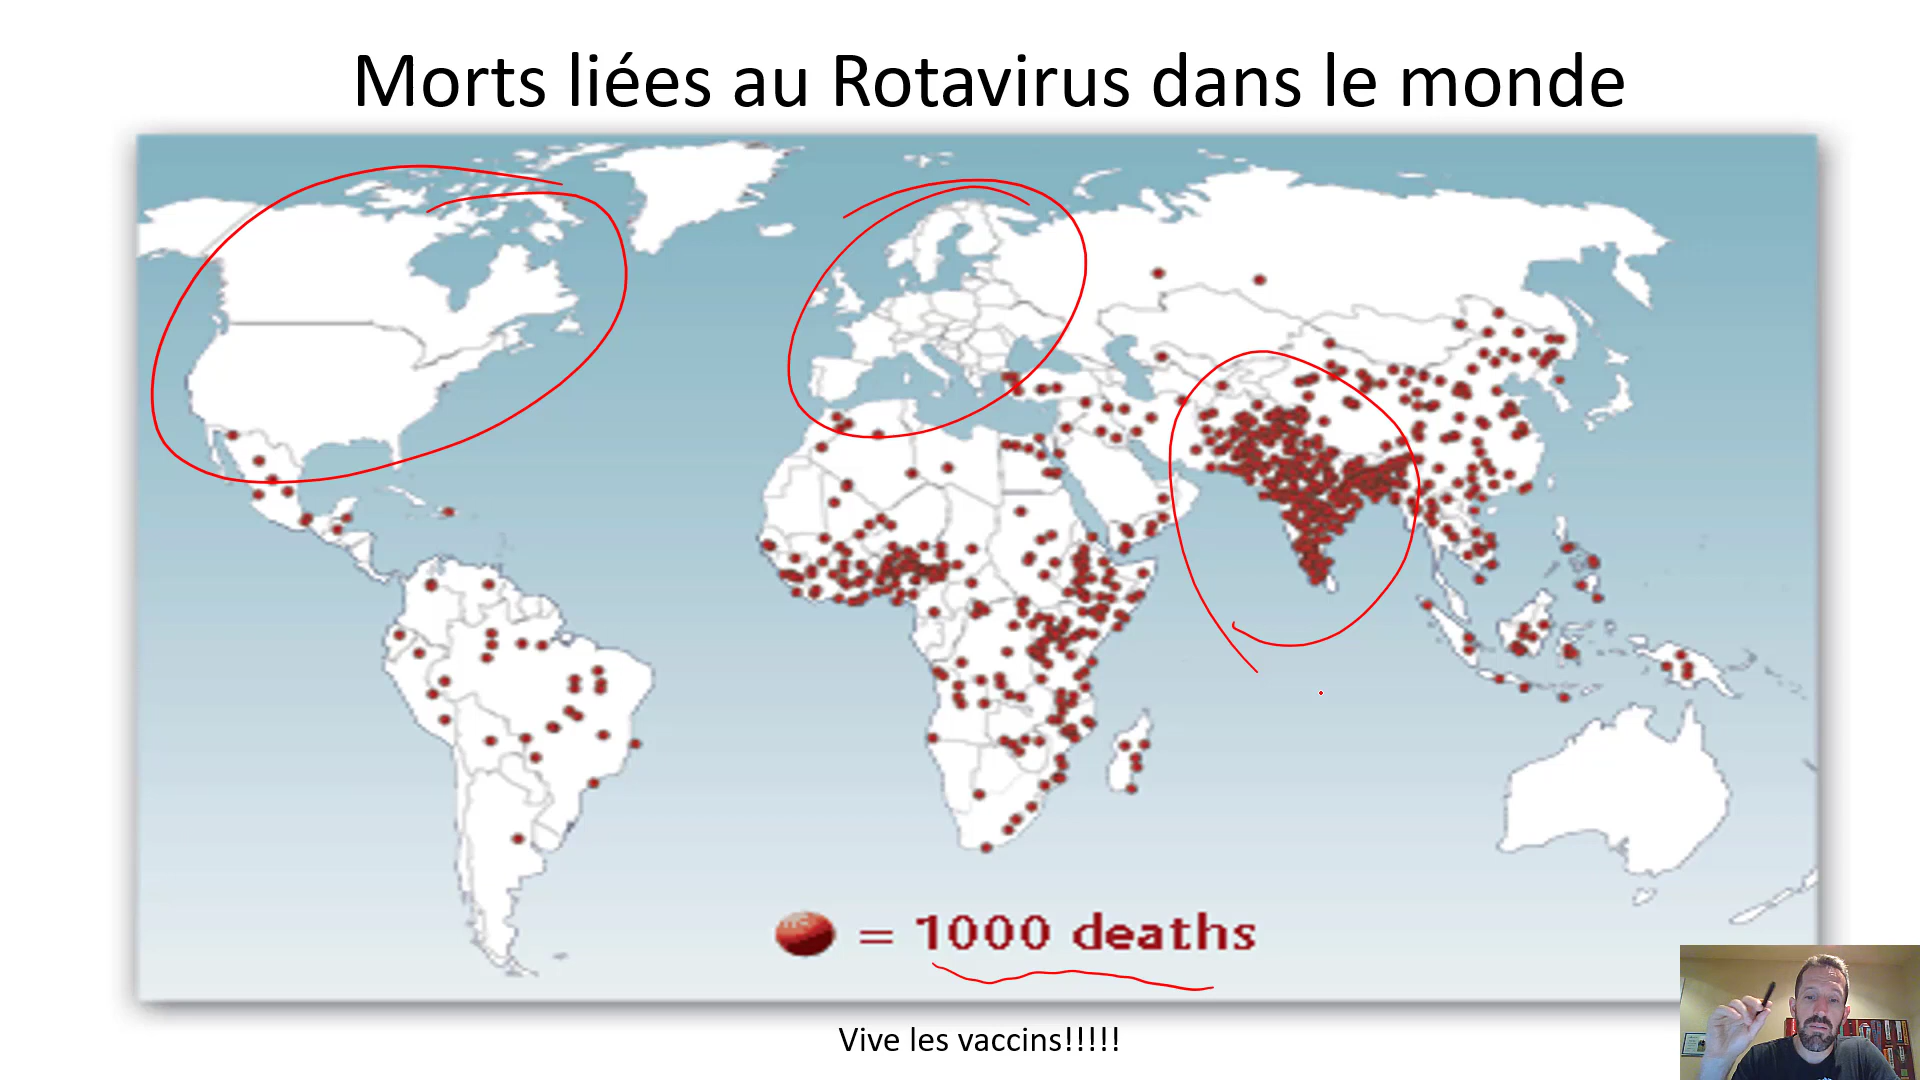 Morts liées au Rotavirus dans le monde
= 1000 deaths
Vive les vaccins!!!!!